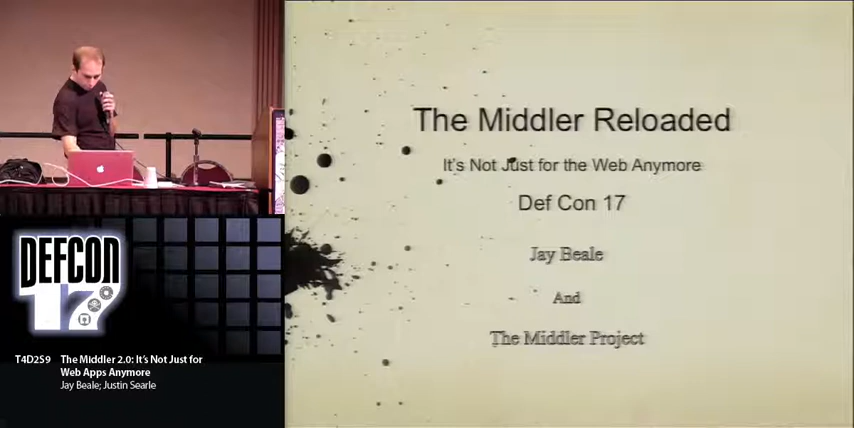 The Middler Reloaded
It's Not Just for the Web Anymore
Def Con 17
Jay Beale
And
The Middler Project
DEFCON
17
T4D2S9 The Middler 2.0: It's Not Just for
Web Apps Anymore
Jay Beale; Justin Searle